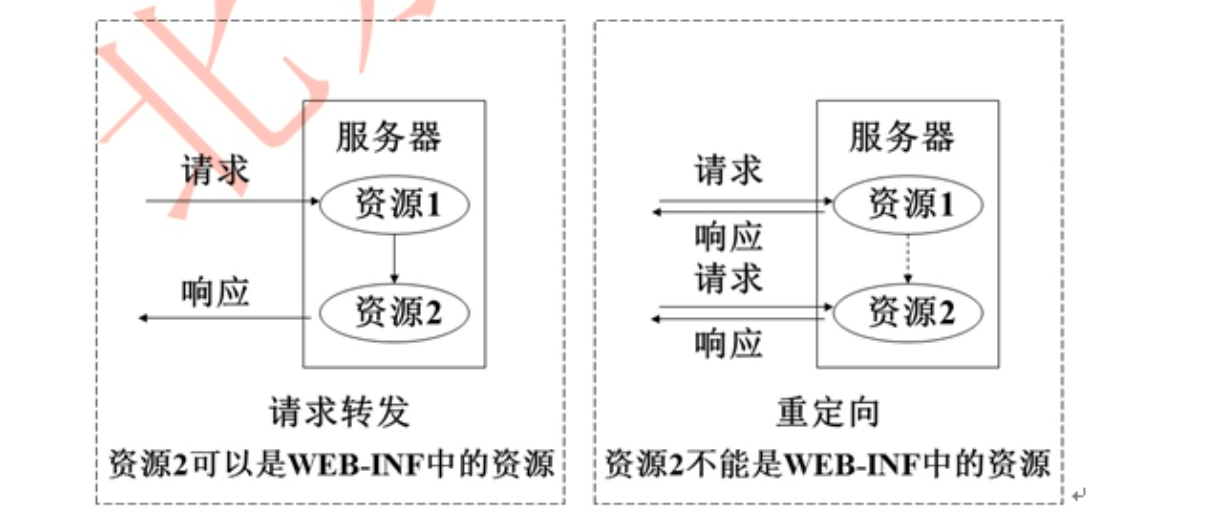 服务器
请求
资源1
响应
资源2
请求转发
资源2可以是WEB-INF中的资源
服务器
请求
资源1
响应
请求
资源2
响应
重定向
资源2不能是WEB-INF中的资源